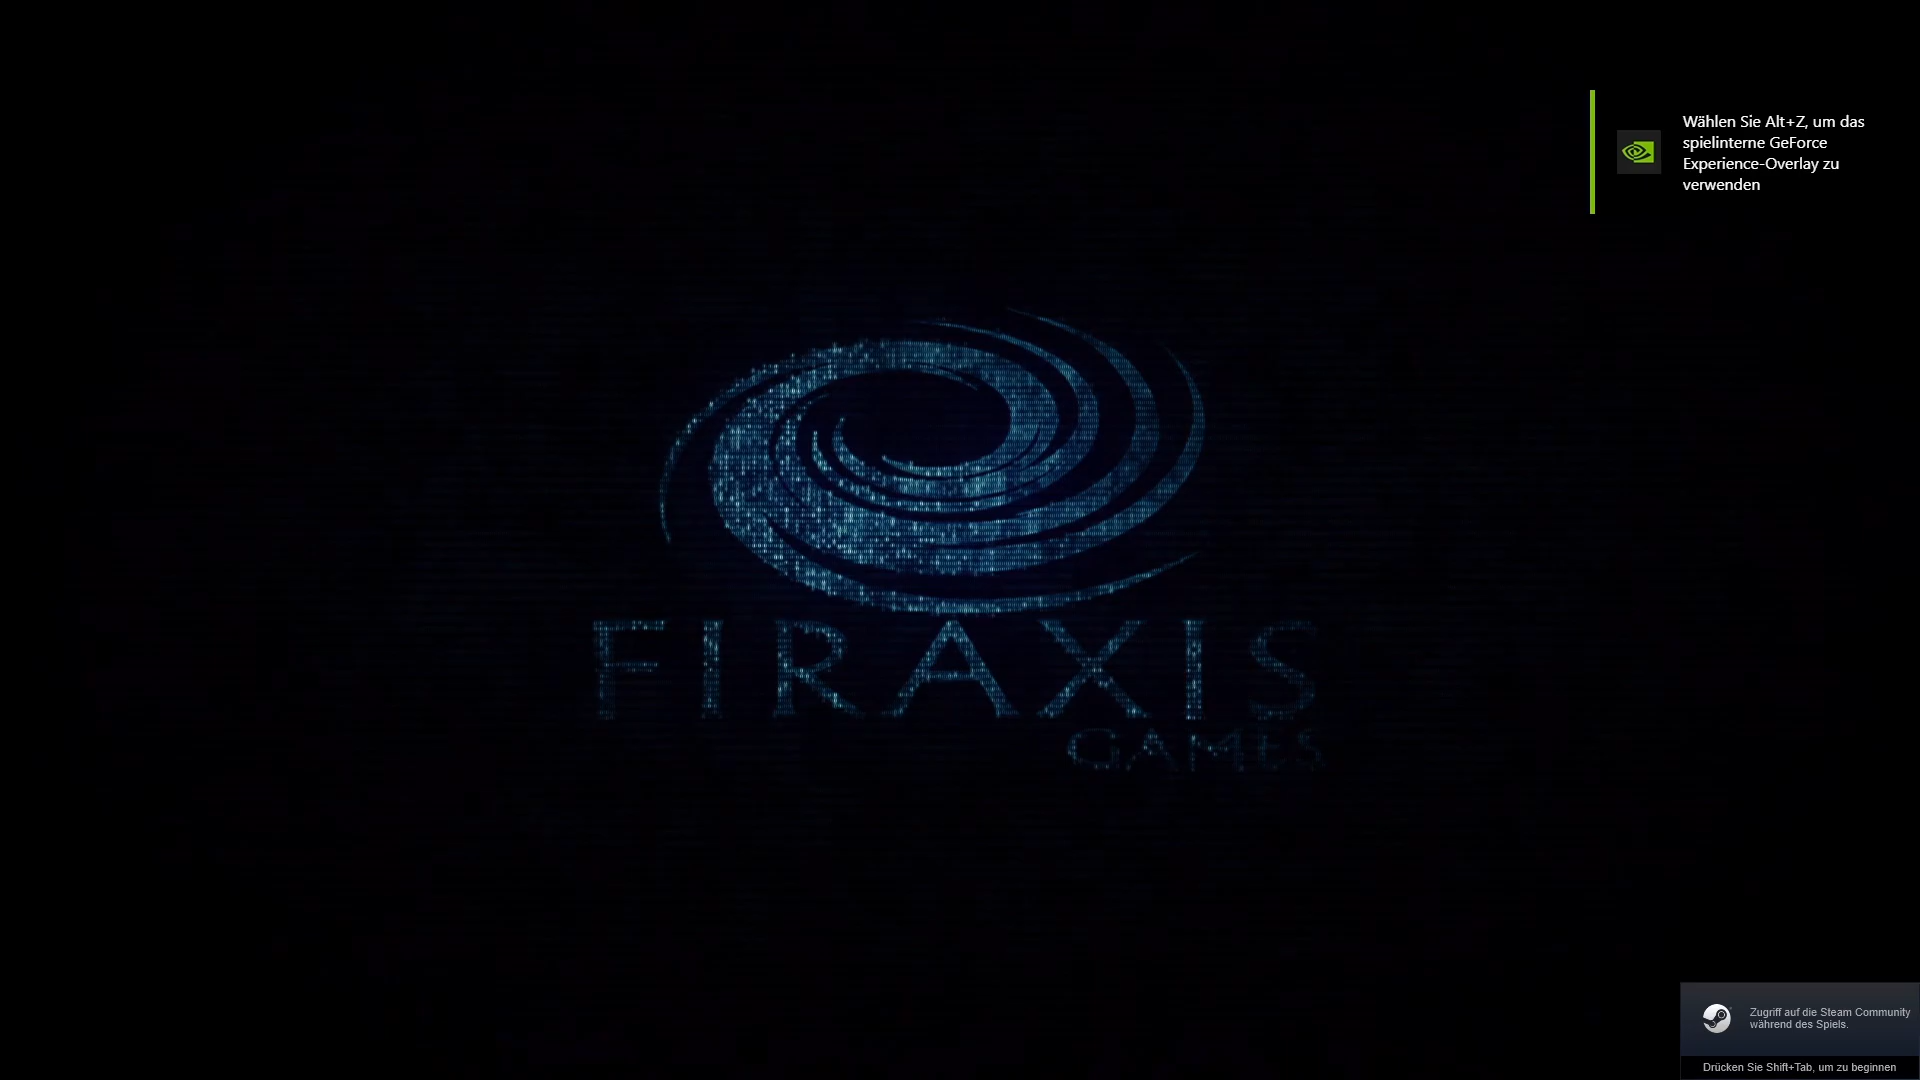 Wählen Sie Alt+Z, um das
spielinterne GeForce
Experience-Overlay zu
verwenden
FIRAXIS
GAMES
Zugriff auf die Steam Community
während des Spiels.
Drücken Sie Shift+Tab, um zu beginnen